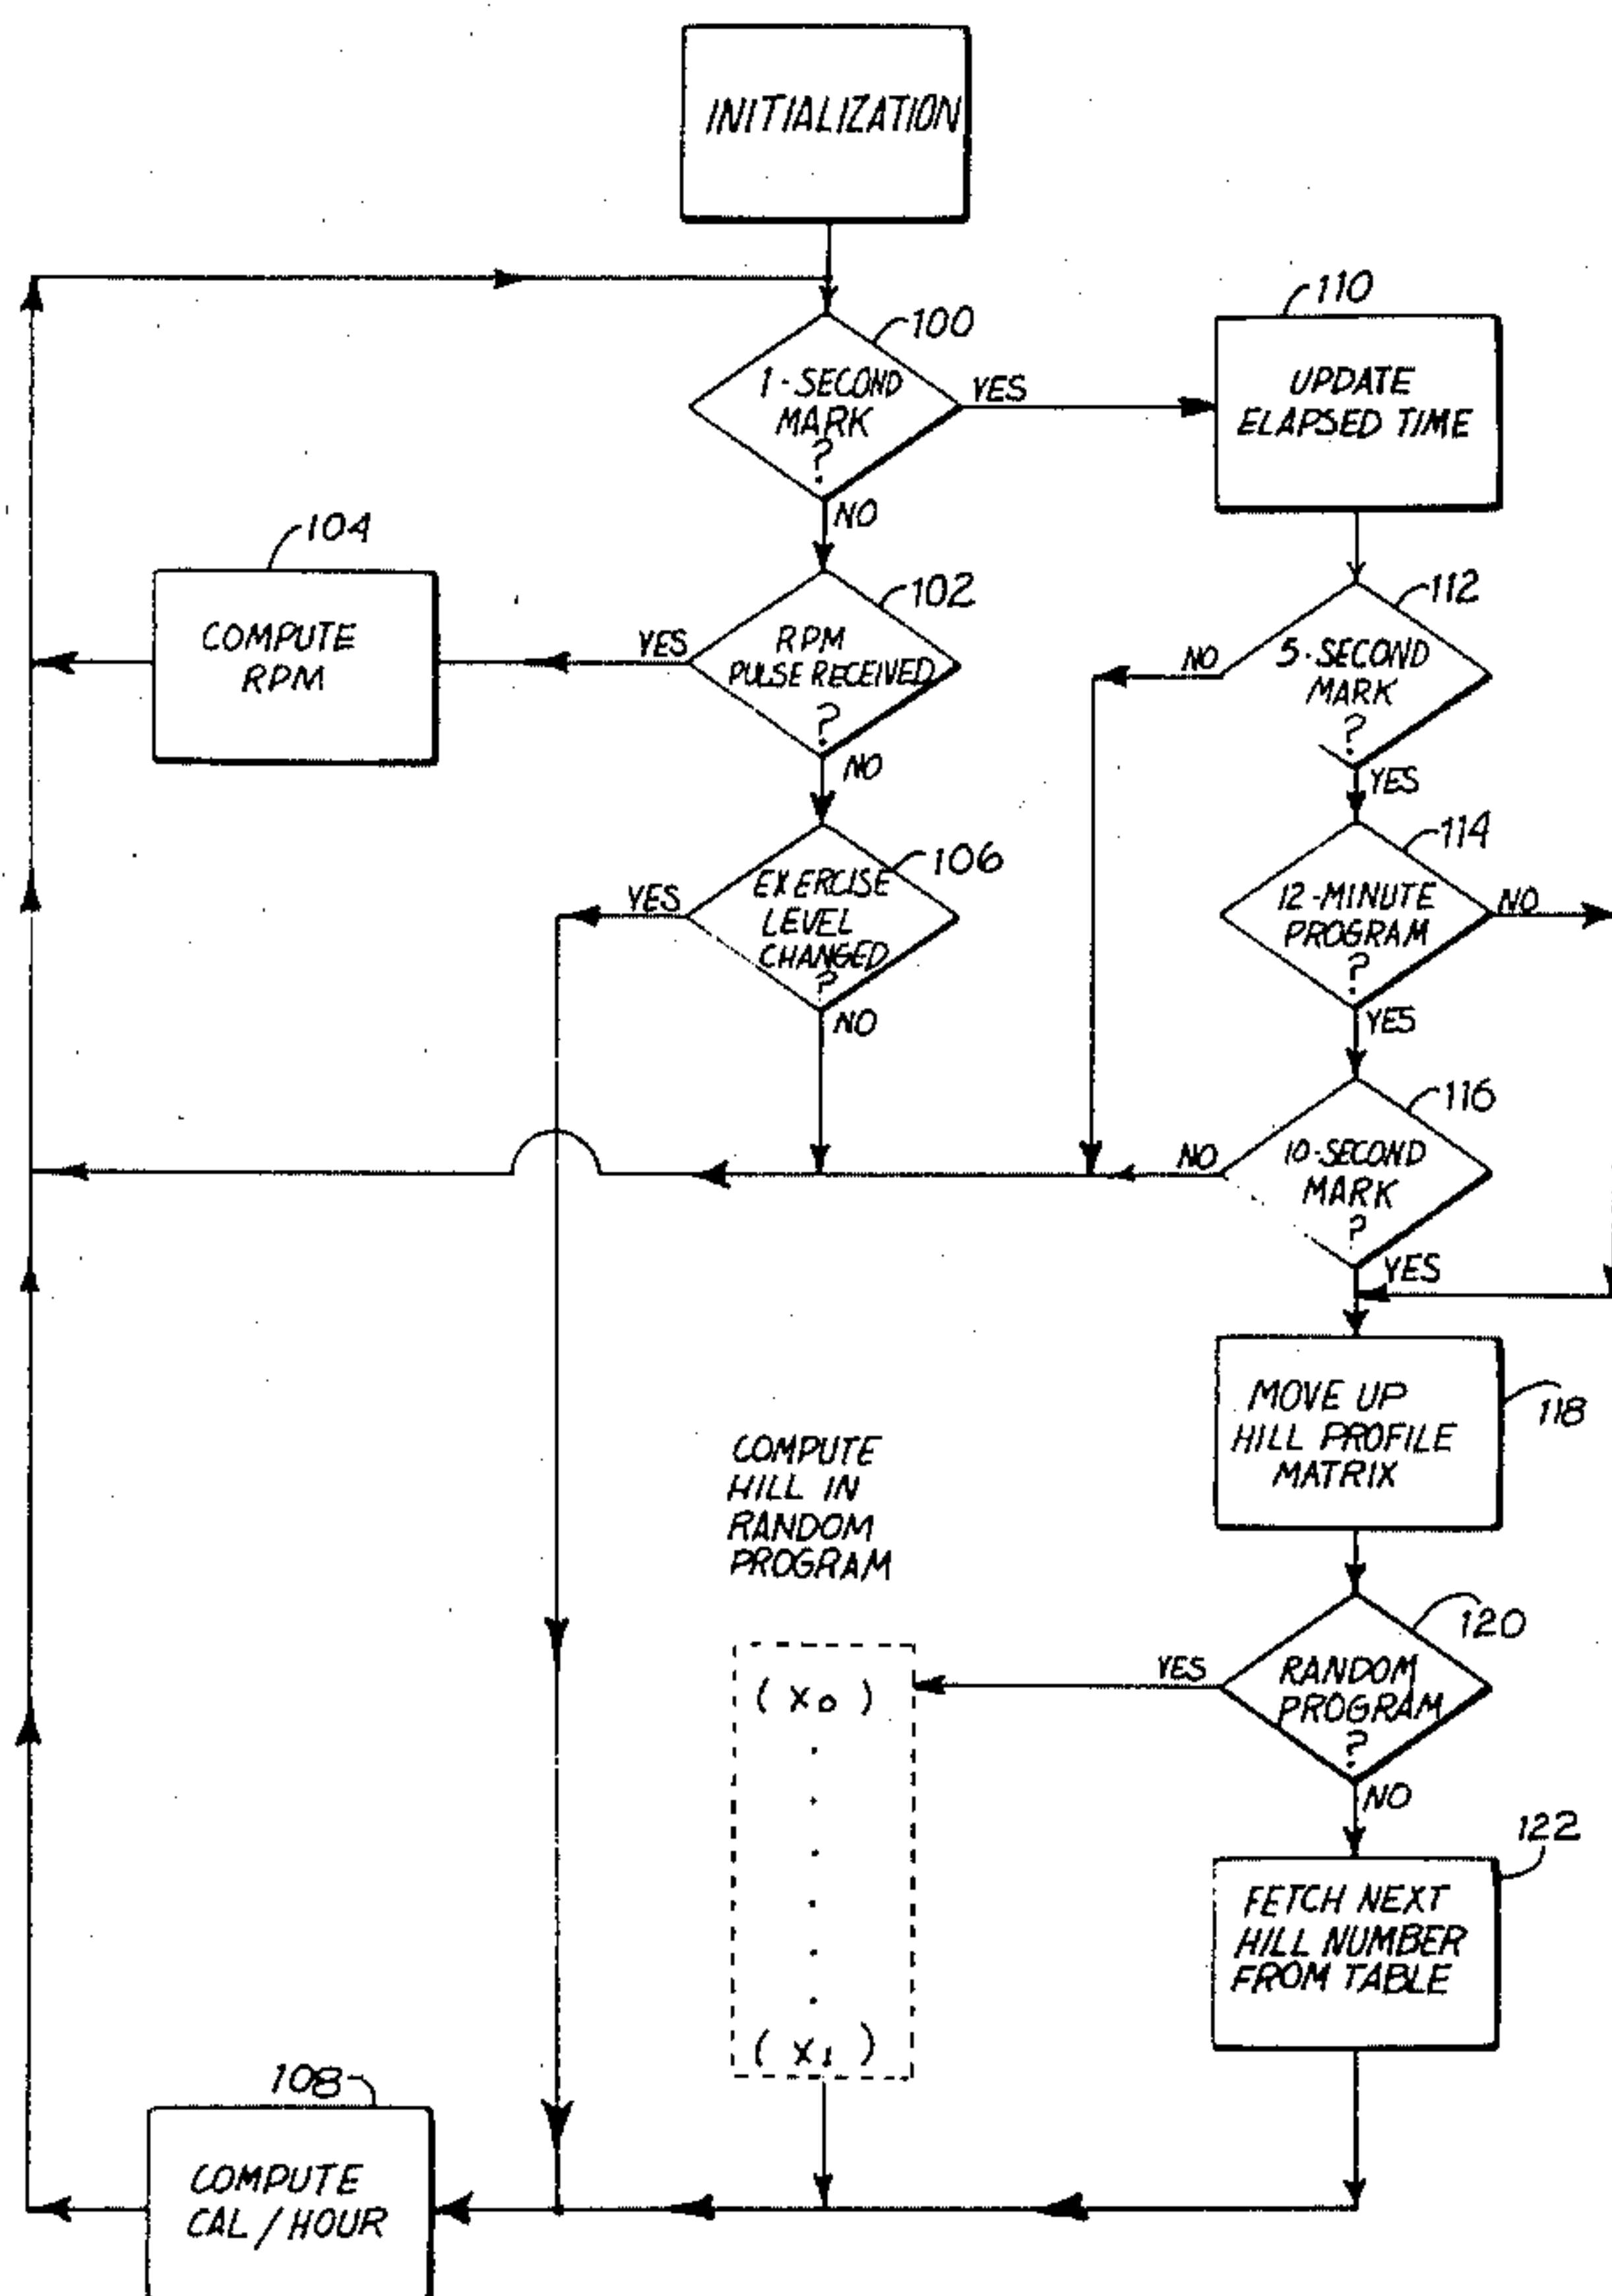 INITIALIZATION
100
1-SECOND
MARK
?
YES
NO
110
UPDATE
ELAPSED TIME
104
COMPUTE
RPM
102
RPM
PULSE RECEIVED
?
YES
NO
112
5-SECOND
MARK
?
NO
YES
106
EXERCISE
LEVEL
CHANGED
?
YES
NO
114
12-MINUTE
PROGRAM
?
NO
YES
116
10-SECOND
MARK
?
NO
YES
118
MOVE UP
HILL PROFILE
MATRIX
COMPUTE
HILL IN
RANDOM
PROGRAM
120
RANDOM
PROGRAM
?
YES
NO
(X0)
.
.
.
.
.
.
(X1)
122
FETCH NEXT
HILL NUMBER
FROM TABLE
108
COMPUTE
CAL/HOUR